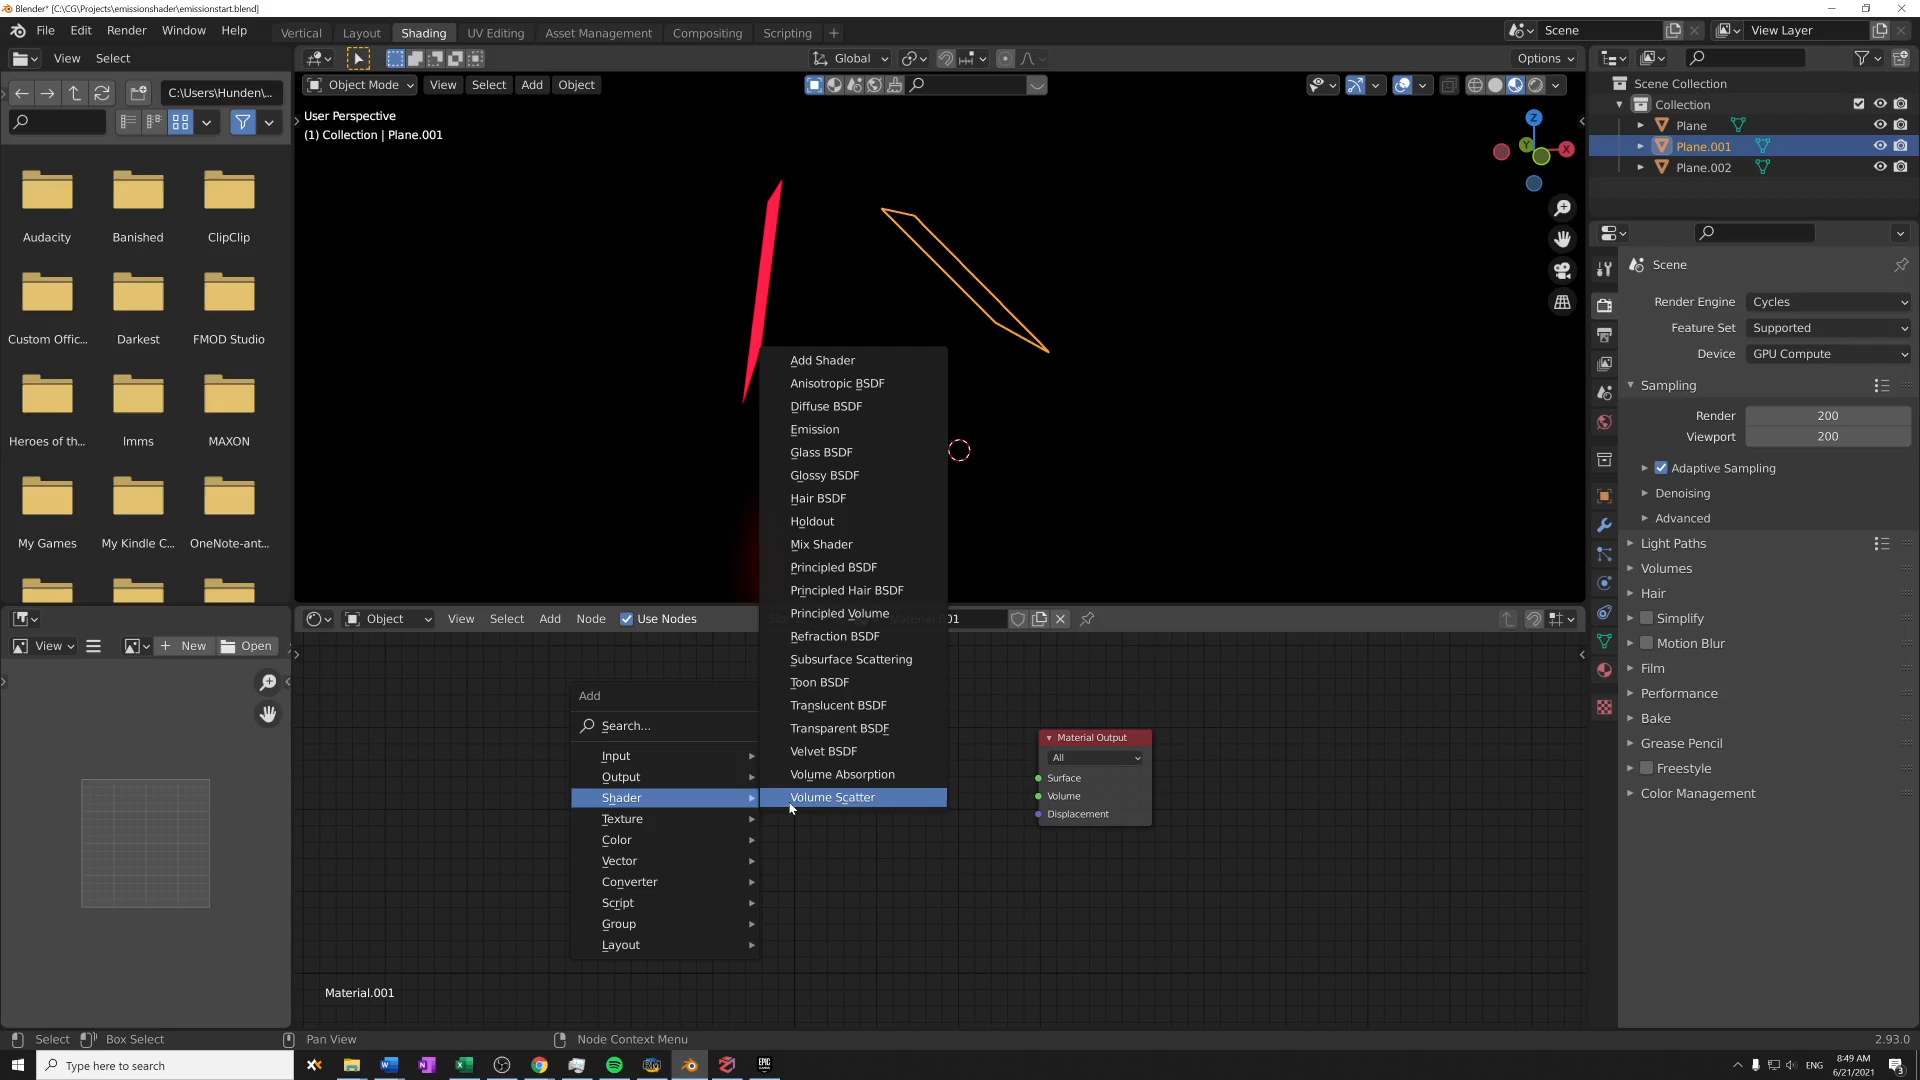 Blender* [C:\CG\Projects\emissionshader\emissionstart.blend]
File Edit Render Window Help
Vertical Layout Shading UV Editing Asset Management Compositing Scripting +
Scene
View Layer
View Select
Global
Options
C:\Users\Hunden\...
Object Mode View Select Add Object
User Perspective
(1) Collection | Plane.001
Z
Y
X
Scene Collection
Collection
Plane
Plane.001
Plane.002
Audacity Banished ClipClip
Custom Offic... Darkest FMOD Studio
Heroes of th... lmms MAXON
My Games My Kindle C... OneNote-ant...
Scene
Render Engine Cycles
Feature Set Supported
Device GPU Compute
Sampling
Render 200
Viewport 200
Adaptive Sampling
Denoising
Advanced
Light Paths
Volumes
Hair
Simplify
Motion Blur
Film
Performance
Bake
Grease Pencil
Freestyle
Color Management
Add Shader
Anisotropic BSDF
Diffuse BSDF
Emission
Glass BSDF
Glossy BSDF
Hair BSDF
Holdout
Mix Shader
Principled BSDF
Principled Hair BSDF
Principled Volume
Refraction BSDF
Subsurface Scattering
Toon BSDF
Translucent BSDF
Transparent BSDF
Velvet BSDF
Volume Absorption
Volume Scatter
Object View Select Add Node Use Nodes
View New Open
Add
Search...
Input
Output
Shader
Texture
Color
Vector
Converter
Script
Group
Layout
Material Output
All
Surface
Volume
Displacement
Material.001
Select Box Select Pan View Node Context Menu 2.93.0
Type here to search
EPIC
ENG
8:49 AM
6/21/2021
3